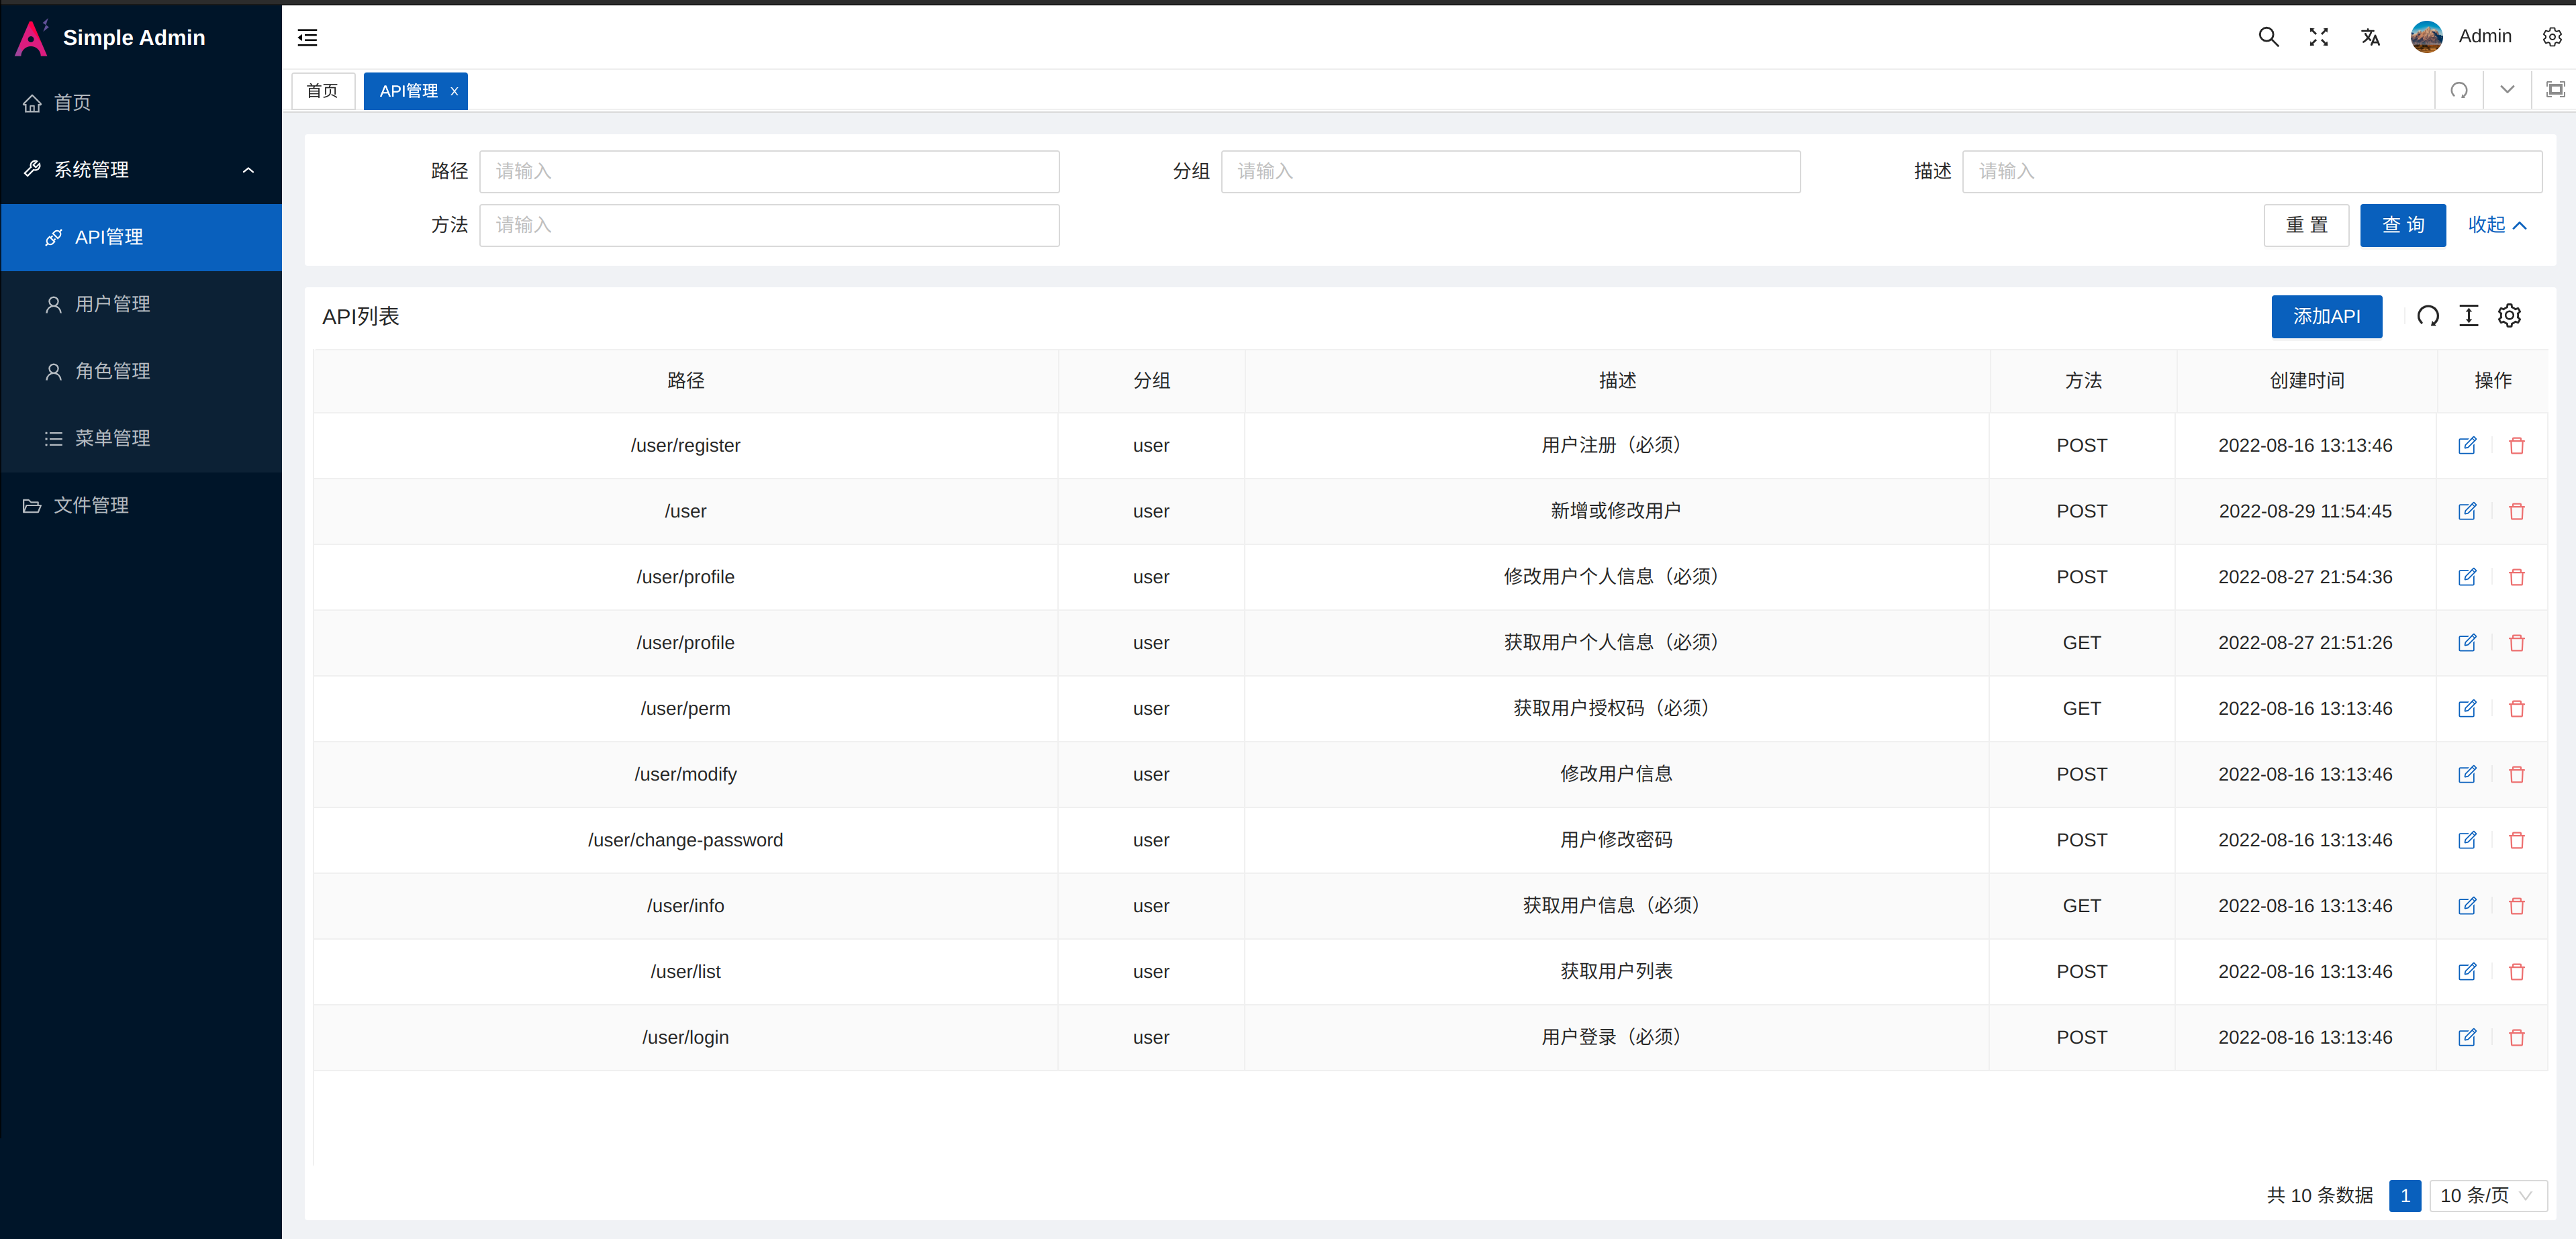 Simple Admin
Admin
首页
系统管理
API管理
用户管理
角色管理
菜单管理
文件管理
首页 API管理 x
路径 请输入 分组 请输入 描述 请输入
方法 请输入 重 置 查 询 收起
API列表 添加API
路径 分组 描述 方法 创建时间 操作
/user/register user 用户注册（必须） POST 2022-08-16 13:13:46
/user user 新增或修改用户 POST 2022-08-29 11:54:45
/user/profile user 修改用户个人信息（必须） POST 2022-08-27 21:54:36
/user/profile user 获取用户个人信息（必须） GET 2022-08-27 21:51:26
/user/perm user 获取用户授权码（必须） GET 2022-08-16 13:13:46
/user/modify user 修改用户信息 POST 2022-08-16 13:13:46
/user/change-password user 用户修改密码 POST 2022-08-16 13:13:46
/user/info user 获取用户信息（必须） GET 2022-08-16 13:13:46
/user/list user 获取用户列表 POST 2022-08-16 13:13:46
/user/login user 用户登录（必须） POST 2022-08-16 13:13:46
共 10 条数据 1 10 条/页